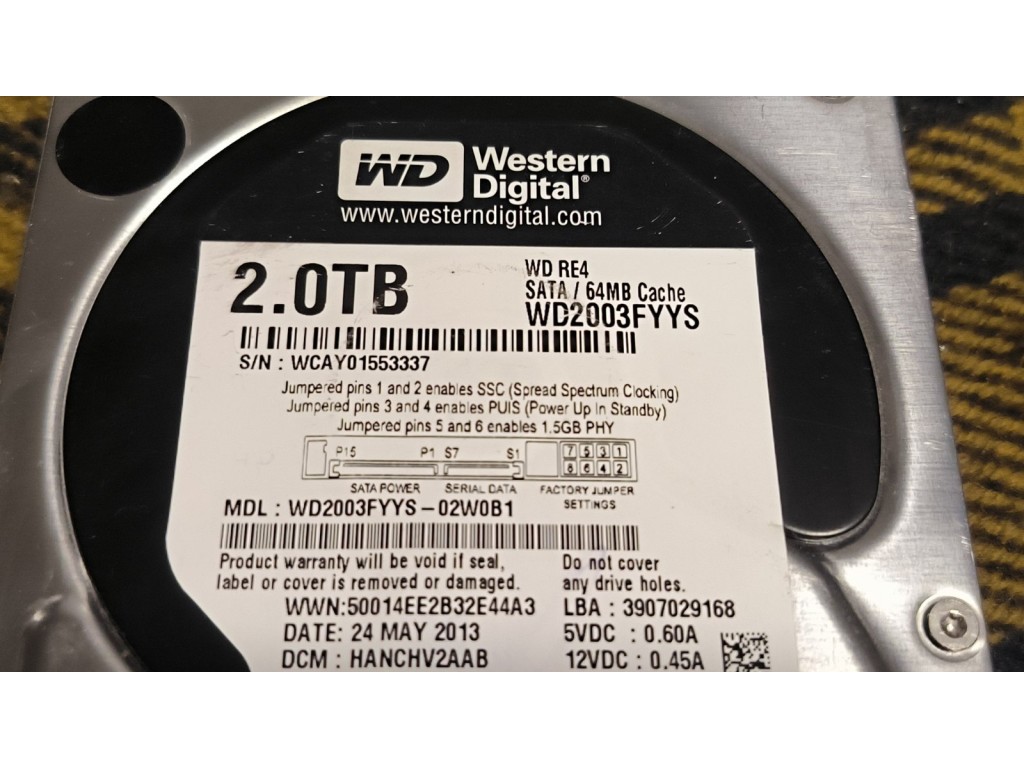 WD Western Digital®
www.westerndigital.com
2.0TB
WD RE4
SATA / 64MB Cache
WD2003FYYS
S/N : WCAY01553337
Jumpered pins 1 and 2 enables SSC (Spread Spectrum Clocking)
Jumpered pins 3 and 4 enables PUIS (Power Up In Standby)
Jumpered pins 5 and 6 enables 1.5GB PHY
P15 P1 S7 S1 7 5 3 1
8 6 4 2
SATA POWER SERIAL DATA FACTORY JUMPER
SETTINGS
MDL : WD2003FYYS-02W0B1
Product warranty will be void if seal,
label or cover is removed or damaged.
Do not cover
any drive holes.
WWN:50014EE2B32E44A3 LBA : 3907029168
DATE: 24 MAY 2013 5VDC : 0.60A
DCM : HANCHV2AAB 12VDC : 0.45A